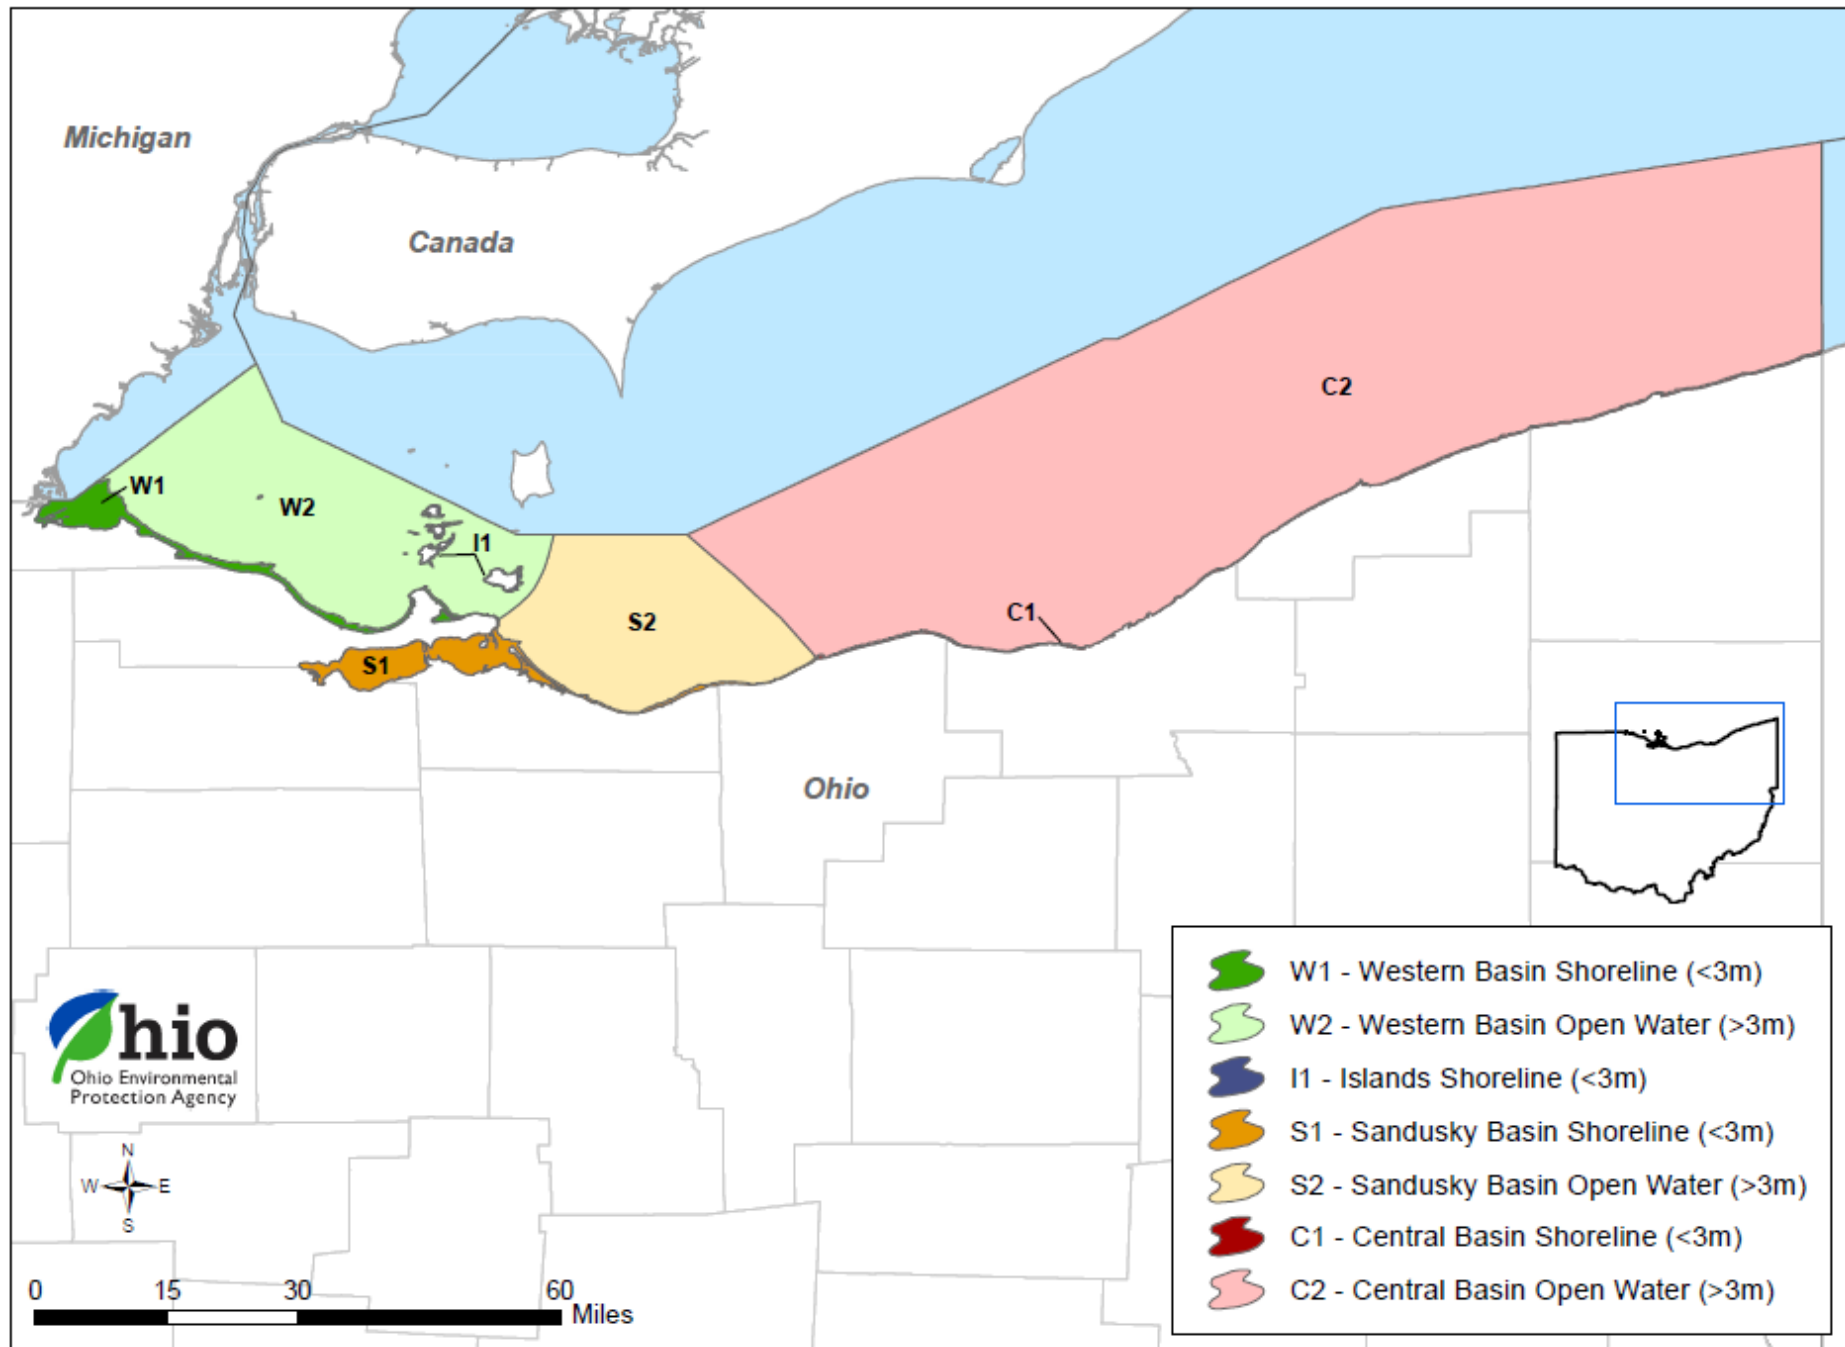 Michigan
Canada
C2
W1
W2
I1
C1
S2
S1
Ohio
W1 - Western Basin Shoreline (<3m)
W2 - Western Basin Open Water (>3m)
I1 - Islands Shoreline (<3m)
S1 - Sandusky Basin Shoreline (<3m)
S2 - Sandusky Basin Open Water (>3m)
C1 - Central Basin Shoreline (<3m)
C2 - Central Basin Open Water (>3m)
Ohio
Ohio Environmental
Protection Agency
N
W E
S
0 15 30 60
Miles